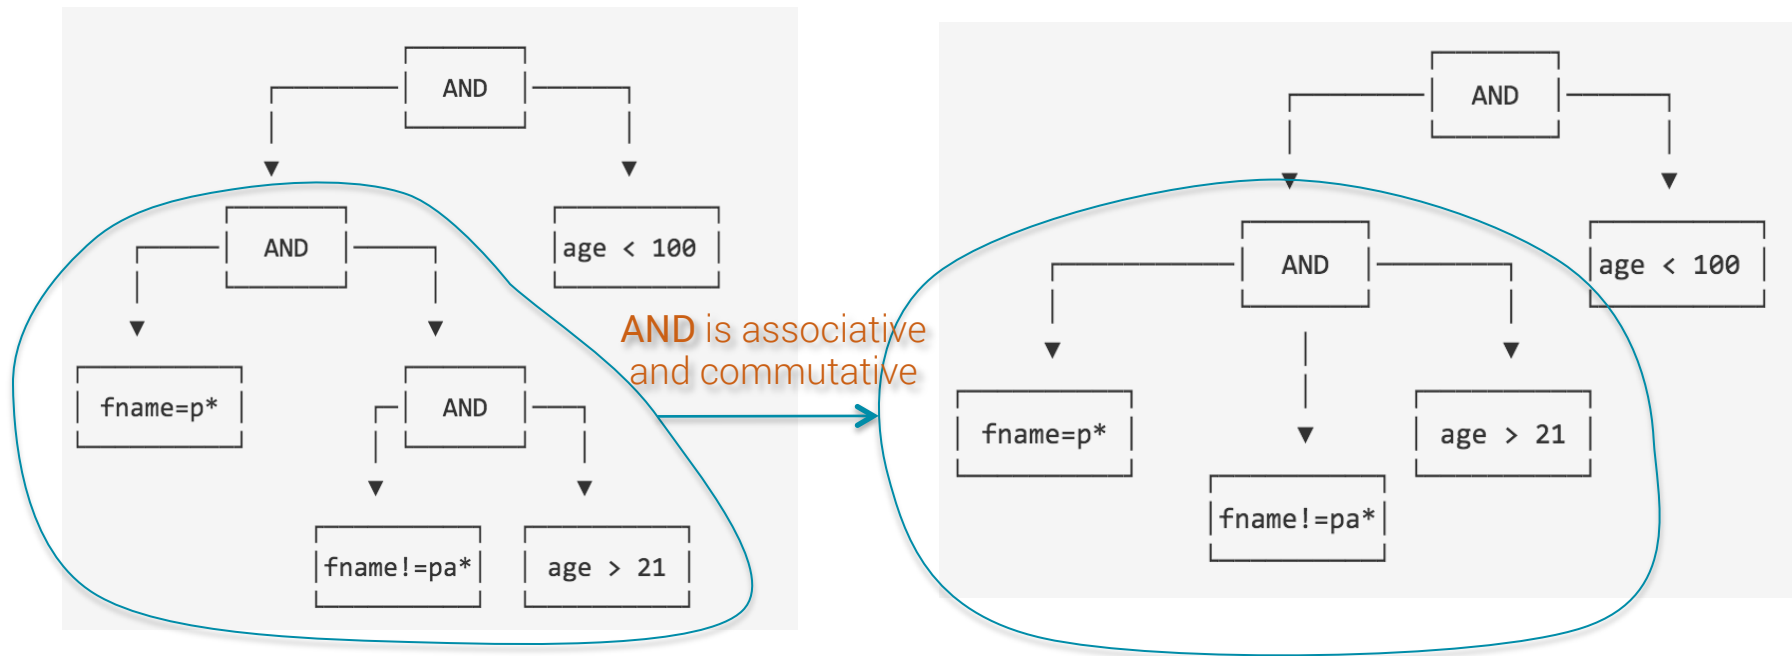 AND
AND
age < 100
fname=p*
AND
fname!=pa*
age > 21
AND is associative
and commutative
AND
AND
age < 100
fname=p*
age > 21
fname!=pa*